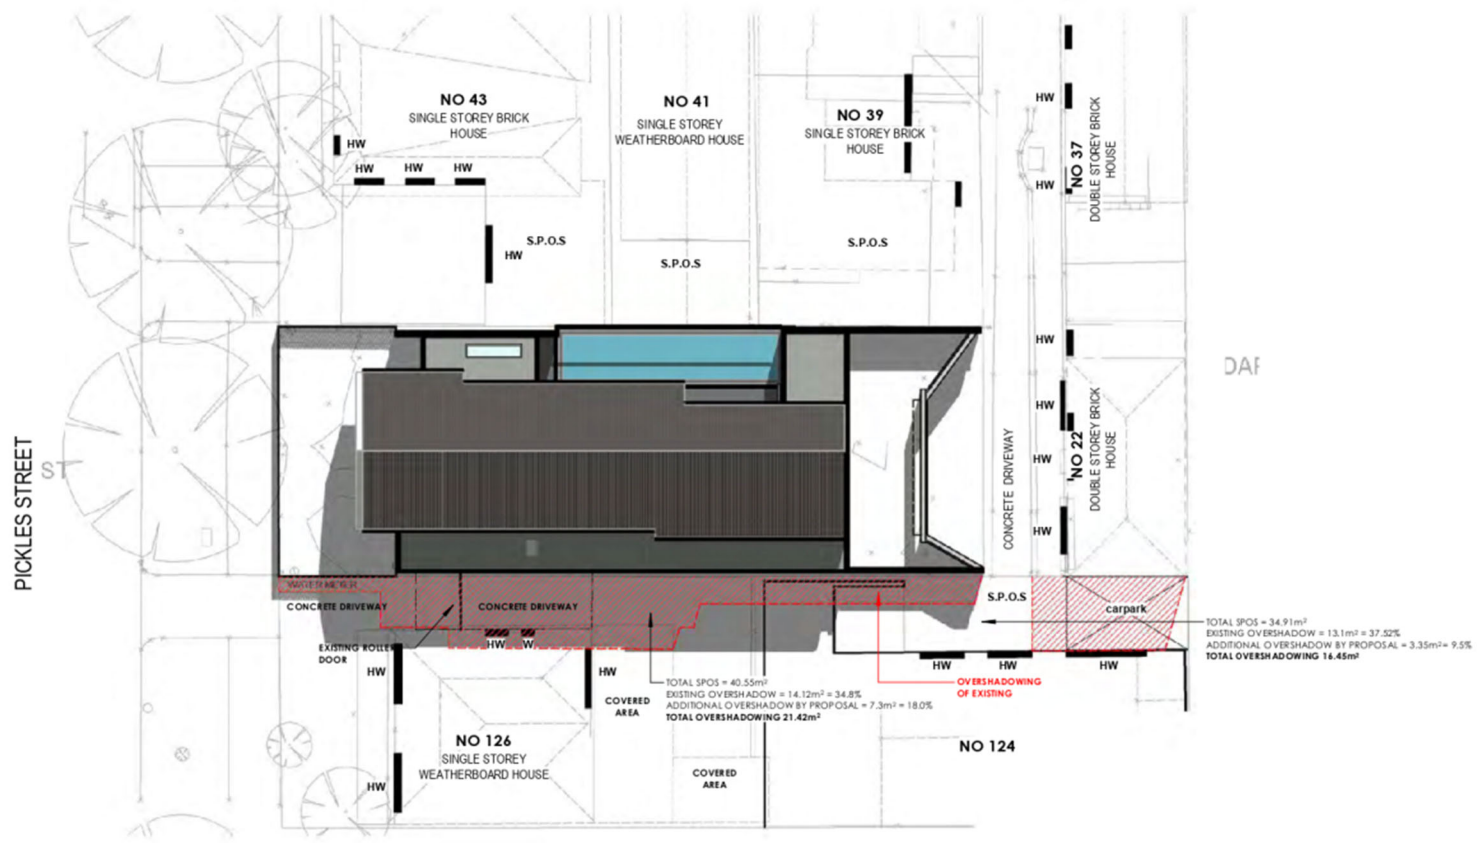 NO 43
SINGLE STOREY BRICK
HOUSE
HW
HW
HW
HW
HW
S.P.O.S
NO 41
SINGLE STOREY
WEATHERBOARD HOUSE
S.P.O.S
NO 39
SINGLE STOREY BRICK
HOUSE
S.P.O.S
HW
HW
NO 37
DOUBLE STOREY BRICK
HOUSE
HW
HW
HW
HW
NO 22
DOUBLE STOREY BRICK
HOUSE
CONCRETE DRIVEWAY
DAF
PICKLES STREET
ST
WATER METER
CONCRETE DRIVEWAY
CONCRETE DRIVEWAY
EXISTING ROLLER
DOOR
HW
W
S.P.O.S
carpark
TOTAL SPOS = 34.91m²
EXISTING OVERSHADOW = 13.1m² = 37.52%
ADDITIONAL OVERSHADOW BY PROPOSAL = 3.35m² = 9.5%
TOTAL OVERSHADOWING 16.45m²
HW
HW
HW
HW
HW
COVERED
AREA
TOTAL SPOS = 40.55m²
EXISTING OVERSHADOW = 14.12m² = 34.8%
ADDITIONAL OVERSHADOW BY PROPOSAL = 7.3m² = 18.0%
TOTAL OVERSHADOWING 21.42m²
OVERSHADOWING
OF EXISTING
NO 126
SINGLE STOREY
WEATHERBOARD HOUSE
HW
COVERED
AREA
NO 124